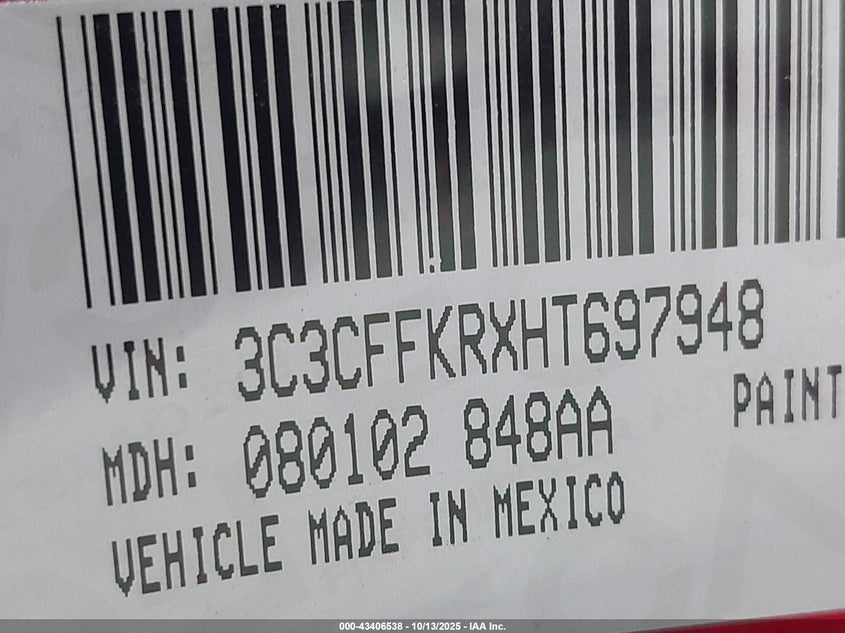 VIN: 3C3CFFKRXHT697948
MDH: 080102 848AA
PAINT
VEHICLE MADE IN MEXICO
000-43406538 - 10/13/2025 - IAA Inc.